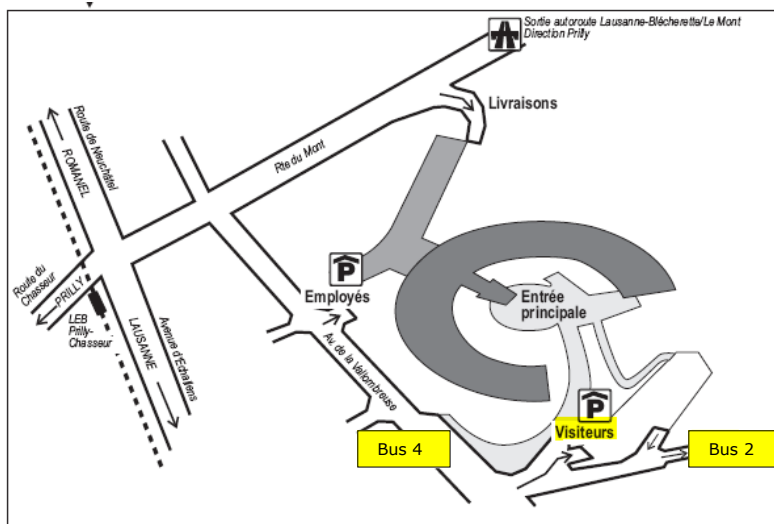 Sortie autoroute Lausanne-Blécherette/Le Mont
Direction Prilly
Livraisons
Route de Neuchâtel
ROMANEL
Rte du Mont
P
Employés
Entrée
principale
Route du
Chasseur
PRILLY
LEB
Prilly-
Chasseur
LAUSANNE
Avenue d'Echallens
Av. de la Vallombreuse
P
Visiteurs
Bus 4
Bus 2